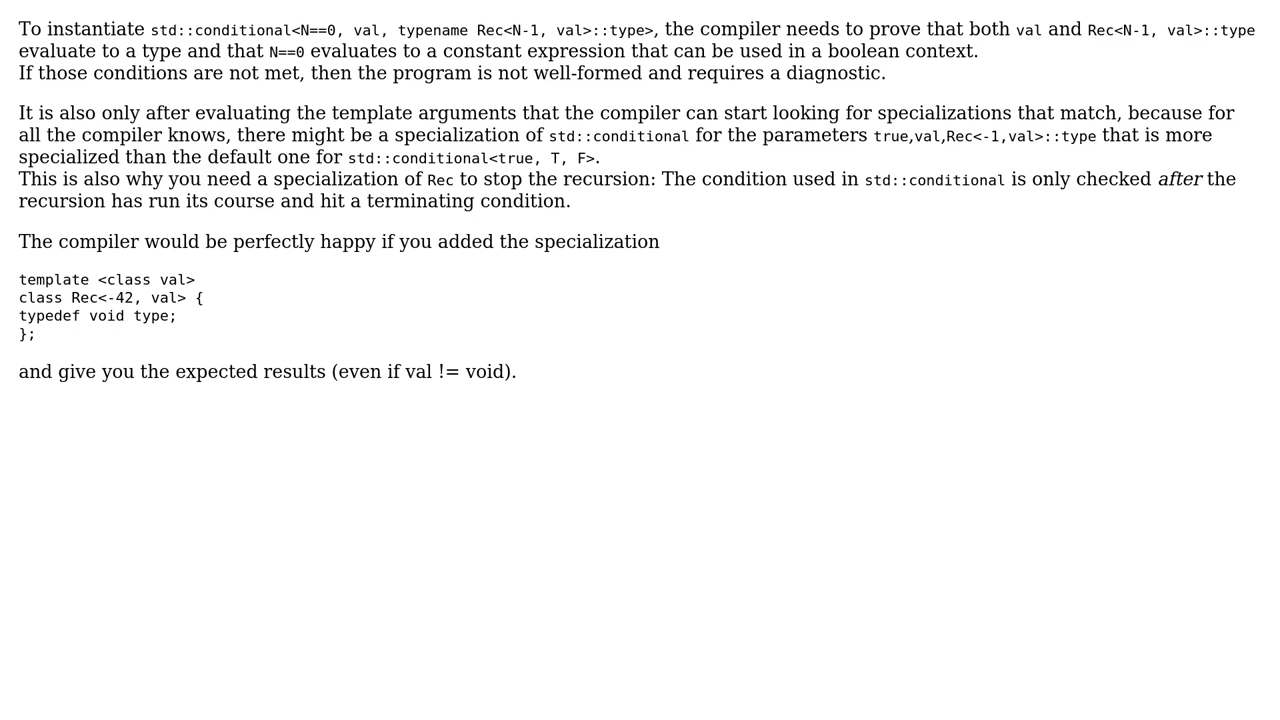 To instantiate std::conditional<N==0, val, typename Rec<N-1, val>::type>, the compiler needs to prove that both val and Rec<N-1, val>::type
evaluate to a type and that N==0 evaluates to a constant expression that can be used in a boolean context.
If those conditions are not met, then the program is not well-formed and requires a diagnostic.
It is also only after evaluating the template arguments that the compiler can start looking for specializations that match, because for
all the compiler knows, there might be a specialization of std::conditional for the parameters true,val,Rec<-1,val>::type that is more
specialized than the default one for std::conditional<true, T, F>.
This is also why you need a specialization of Rec to stop the recursion: The condition used in std::conditional is only checked after the
recursion has run its course and hit a terminating condition.
The compiler would be perfectly happy if you added the specialization
template <class val>
class Rec<-42, val> {
typedef void type;
};
and give you the expected results (even if val != void).